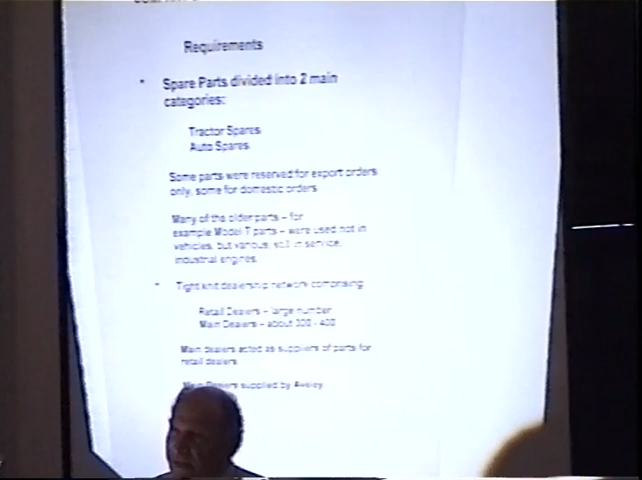 Requirements
* Spare Parts divided into 2 main
categories:
Tractor Spares
Auto Spares
Some parts were reserved for export orders
only, some for domestic orders
Many of the older parts – for
example Model T parts – were used not in
vehicles, but various, still in service,
industrial engines.
* Tight knit dealership network comprising
Retail Dealers – large number
Main Dealers – about 300 - 400
Main dealers acted as suppliers of parts for
retail dealers
Main Dealers supplied by Aveley